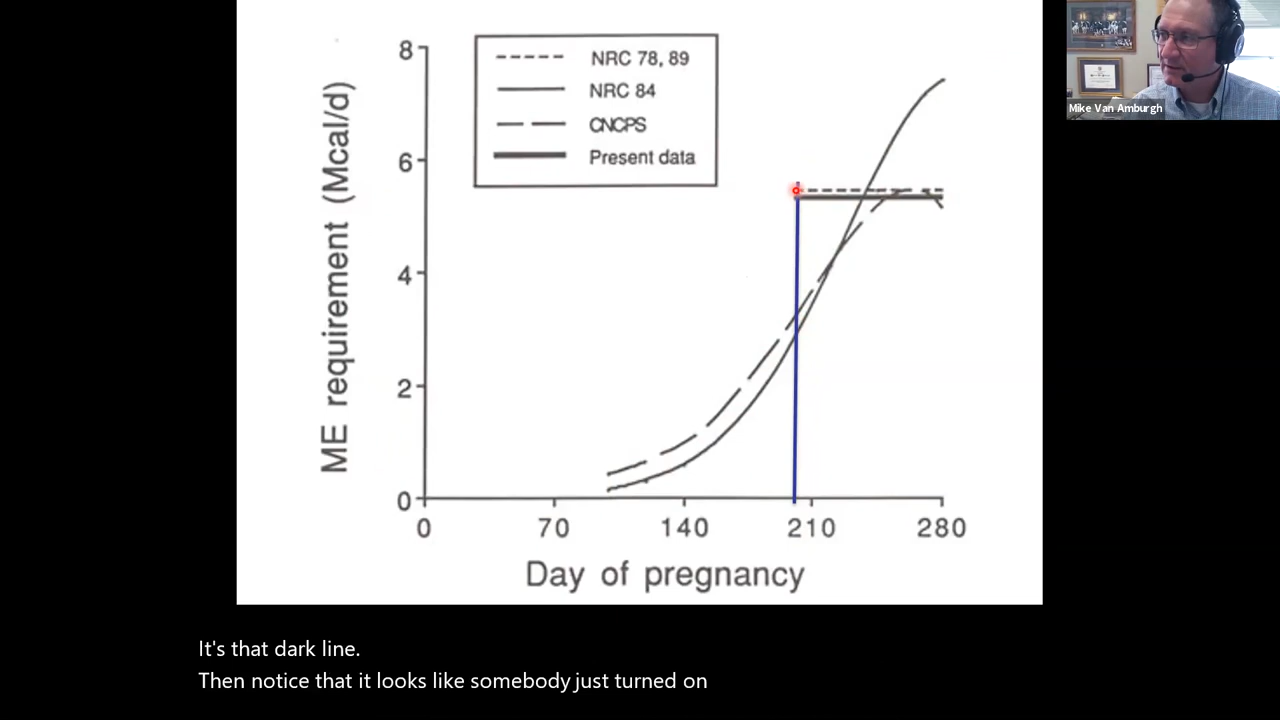 8
6
4
2
0
ME requirement (Mcal/d)
NRC 78, 89
NRC 84
CNCPS
Present data
0 70 140 210 280
Day of pregnancy
Mike Van Amburgh
It's that dark line.
Then notice that it looks like somebody just turned on